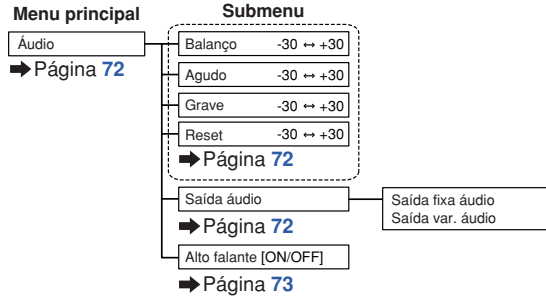 Menu principal
Submenu
Áudio
➡ Página 72
Balanço -30 ↔ +30
Agudo -30 ↔ +30
Grave -30 ↔ +30
Reset -30 ↔ +30
➡ Página 72
Saída áudio
➡ Página 72
Saída fixa áudio
Saída var. áudio
Alto falante [ON/OFF]
➡ Página 73